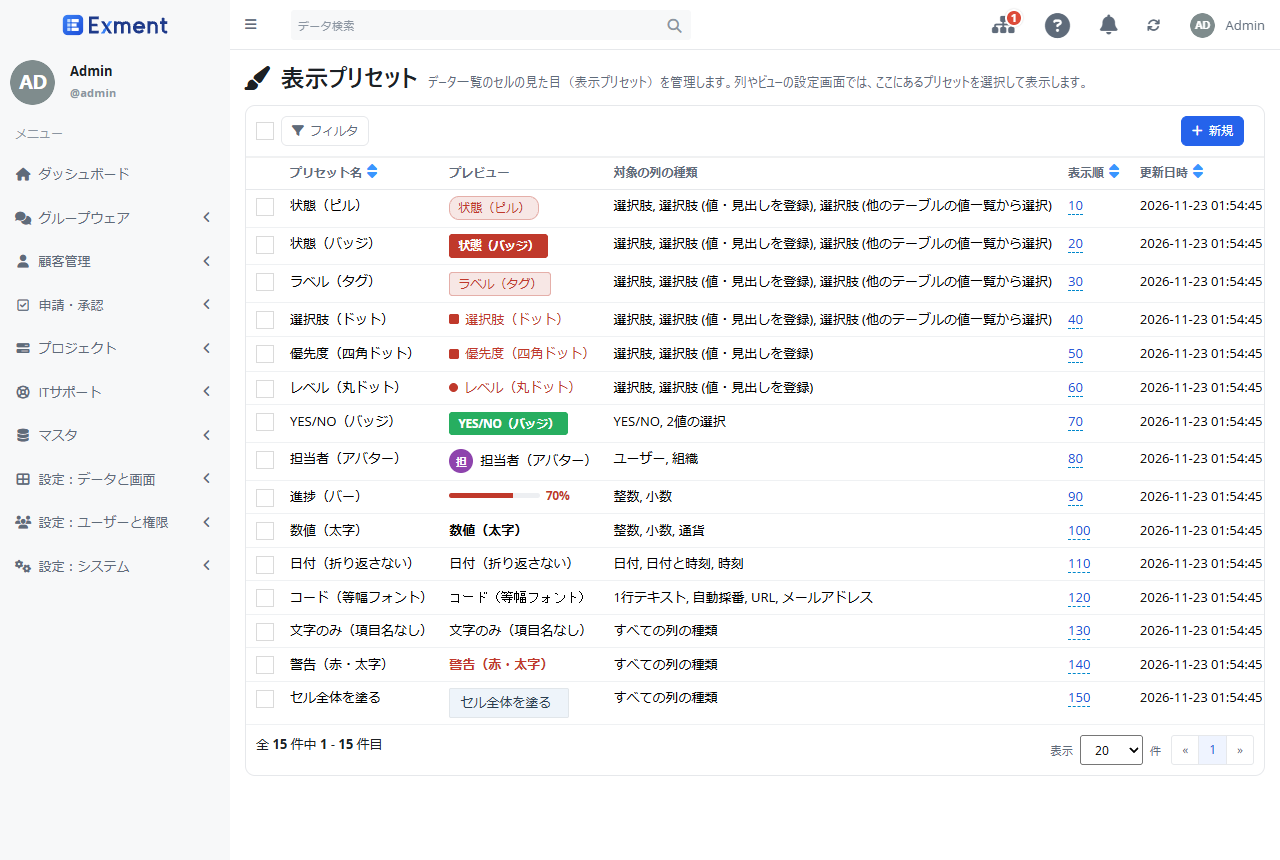 Exment
データ検索
1
?
AD Admin
AD
Admin
@admin
メニュー
ダッシュボード
グループウェア
顧客管理
申請・承認
プロジェクト
ITサポート
マスタ
設定：データと画面
設定：ユーザーと権限
設定：システム
表示プリセット データ一覧のセルの見た目（表示プリセット）を管理します。列やビューの設定画面では、ここにあるプリセットを選択して表示します。
フィルタ
新規
プリセット名 プレビュー 対象の列の種類 表示順 更新日時
状態（ピル） 状態（ピル） 選択肢, 選択肢 (値・見出しを登録), 選択肢 (他のテーブルの値一覧から選択) 10 2026-11-23 01:54:45
状態（バッジ） 状態（バッジ） 選択肢, 選択肢 (値・見出しを登録), 選択肢 (他のテーブルの値一覧から選択) 20 2026-11-23 01:54:45
ラベル（タグ） ラベル（タグ） 選択肢, 選択肢 (値・見出しを登録), 選択肢 (他のテーブルの値一覧から選択) 30 2026-11-23 01:54:45
選択肢（ドット） 選択肢（ドット） 選択肢, 選択肢 (値・見出しを登録), 選択肢 (他のテーブルの値一覧から選択) 40 2026-11-23 01:54:45
優先度（四角ドット） 優先度（四角ドット） 選択肢, 選択肢 (値・見出しを登録) 50 2026-11-23 01:54:45
レベル（丸ドット） レベル（丸ドット） 選択肢, 選択肢 (値・見出しを登録) 60 2026-11-23 01:54:45
YES/NO（バッジ） YES/NO（バッジ） YES/NO, 2値の選択 70 2026-11-23 01:54:45
担当者（アバター） 担 担当者（アバター） ユーザー, 組織 80 2026-11-23 01:54:45
進捗（バー） 70% 整数, 小数 90 2026-11-23 01:54:45
数値（太字） 数値（太字） 整数, 小数, 通貨 100 2026-11-23 01:54:45
日付（折り返さない） 日付（折り返さない） 日付, 日付と時刻, 時刻 110 2026-11-23 01:54:45
コード（等幅フォント） コード（等幅フォント） 1行テキスト, 自動採番, URL, メールアドレス 120 2026-11-23 01:54:45
文字のみ（項目名なし） 文字のみ（項目名なし） すべての列の種類 130 2026-11-23 01:54:45
警告（赤・太字） 警告（赤・太字） すべての列の種類 140 2026-11-23 01:54:45
セル全体を塗る セル全体を塗る すべての列の種類 150 2026-11-23 01:54:45
全 15 件中 1 - 15 件目
表示 20 件 « 1 »